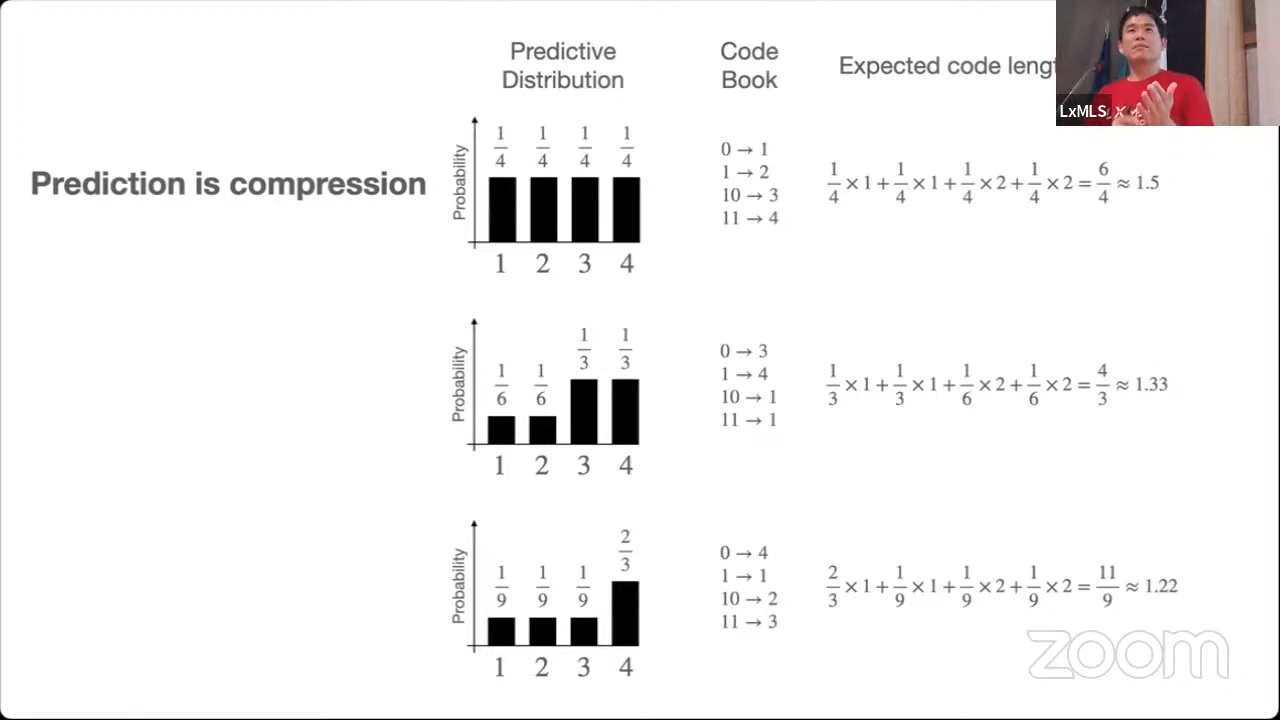 Predictive
Distribution
Code
Book
Expected code leng
LxMLS
Prediction is compression
Probability
1/4 1/4 1/4 1/4
1 2 3 4
0 → 1
1 → 2
10 → 3
11 → 4
1/4 × 1 + 1/4 × 1 + 1/4 × 2 + 1/4 × 2 = 6/4 ≈ 1.5
Probability
1/6 1/6 1/3 1/3
1 2 3 4
0 → 3
1 → 4
10 → 1
11 → 1
1/3 × 1 + 1/3 × 1 + 1/6 × 2 + 1/6 × 2 = 4/3 ≈ 1.33
Probability
1/9 1/9 1/9 2/3
1 2 3 4
0 → 4
1 → 1
10 → 2
11 → 3
2/3 × 1 + 1/9 × 1 + 1/9 × 2 + 1/9 × 2 = 11/9 ≈ 1.22
zoom